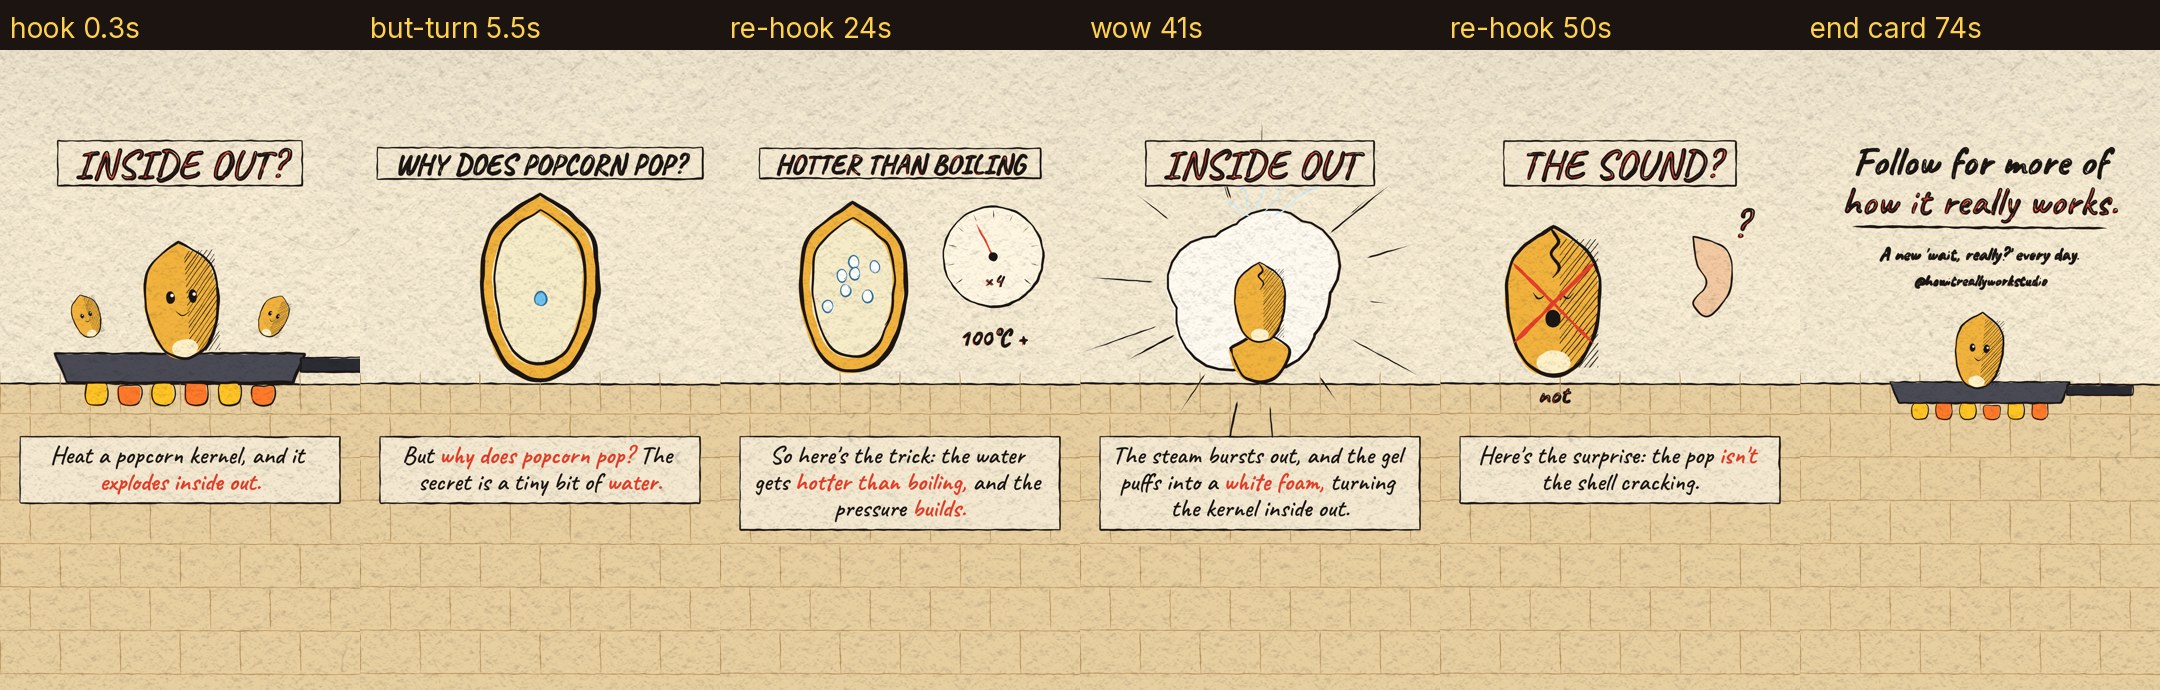 hook 0.3s
INSIDE OUT?
Heat a popcorn kernel, and it
explodes inside out.
but-turn 5.5s
WHY DOES POPCORN POP?
But why does popcorn pop? The
secret is a tiny bit of water.
re-hook 24s
HOTTER THAN BOILING
×4
100°C +
So here's the trick: the water
gets hotter than boiling, and the
pressure builds.
wow 41s
INSIDE OUT
The steam bursts out, and the gel
puffs into a white foam, turning
the kernel inside out.
re-hook 50s
THE SOUND?
?
not
Here's the surprise: the pop isn't
the shell cracking.
end card 74s
Follow for more of
how it really works.
A new 'wait, really?' every day.
@howitreallyworkstudio